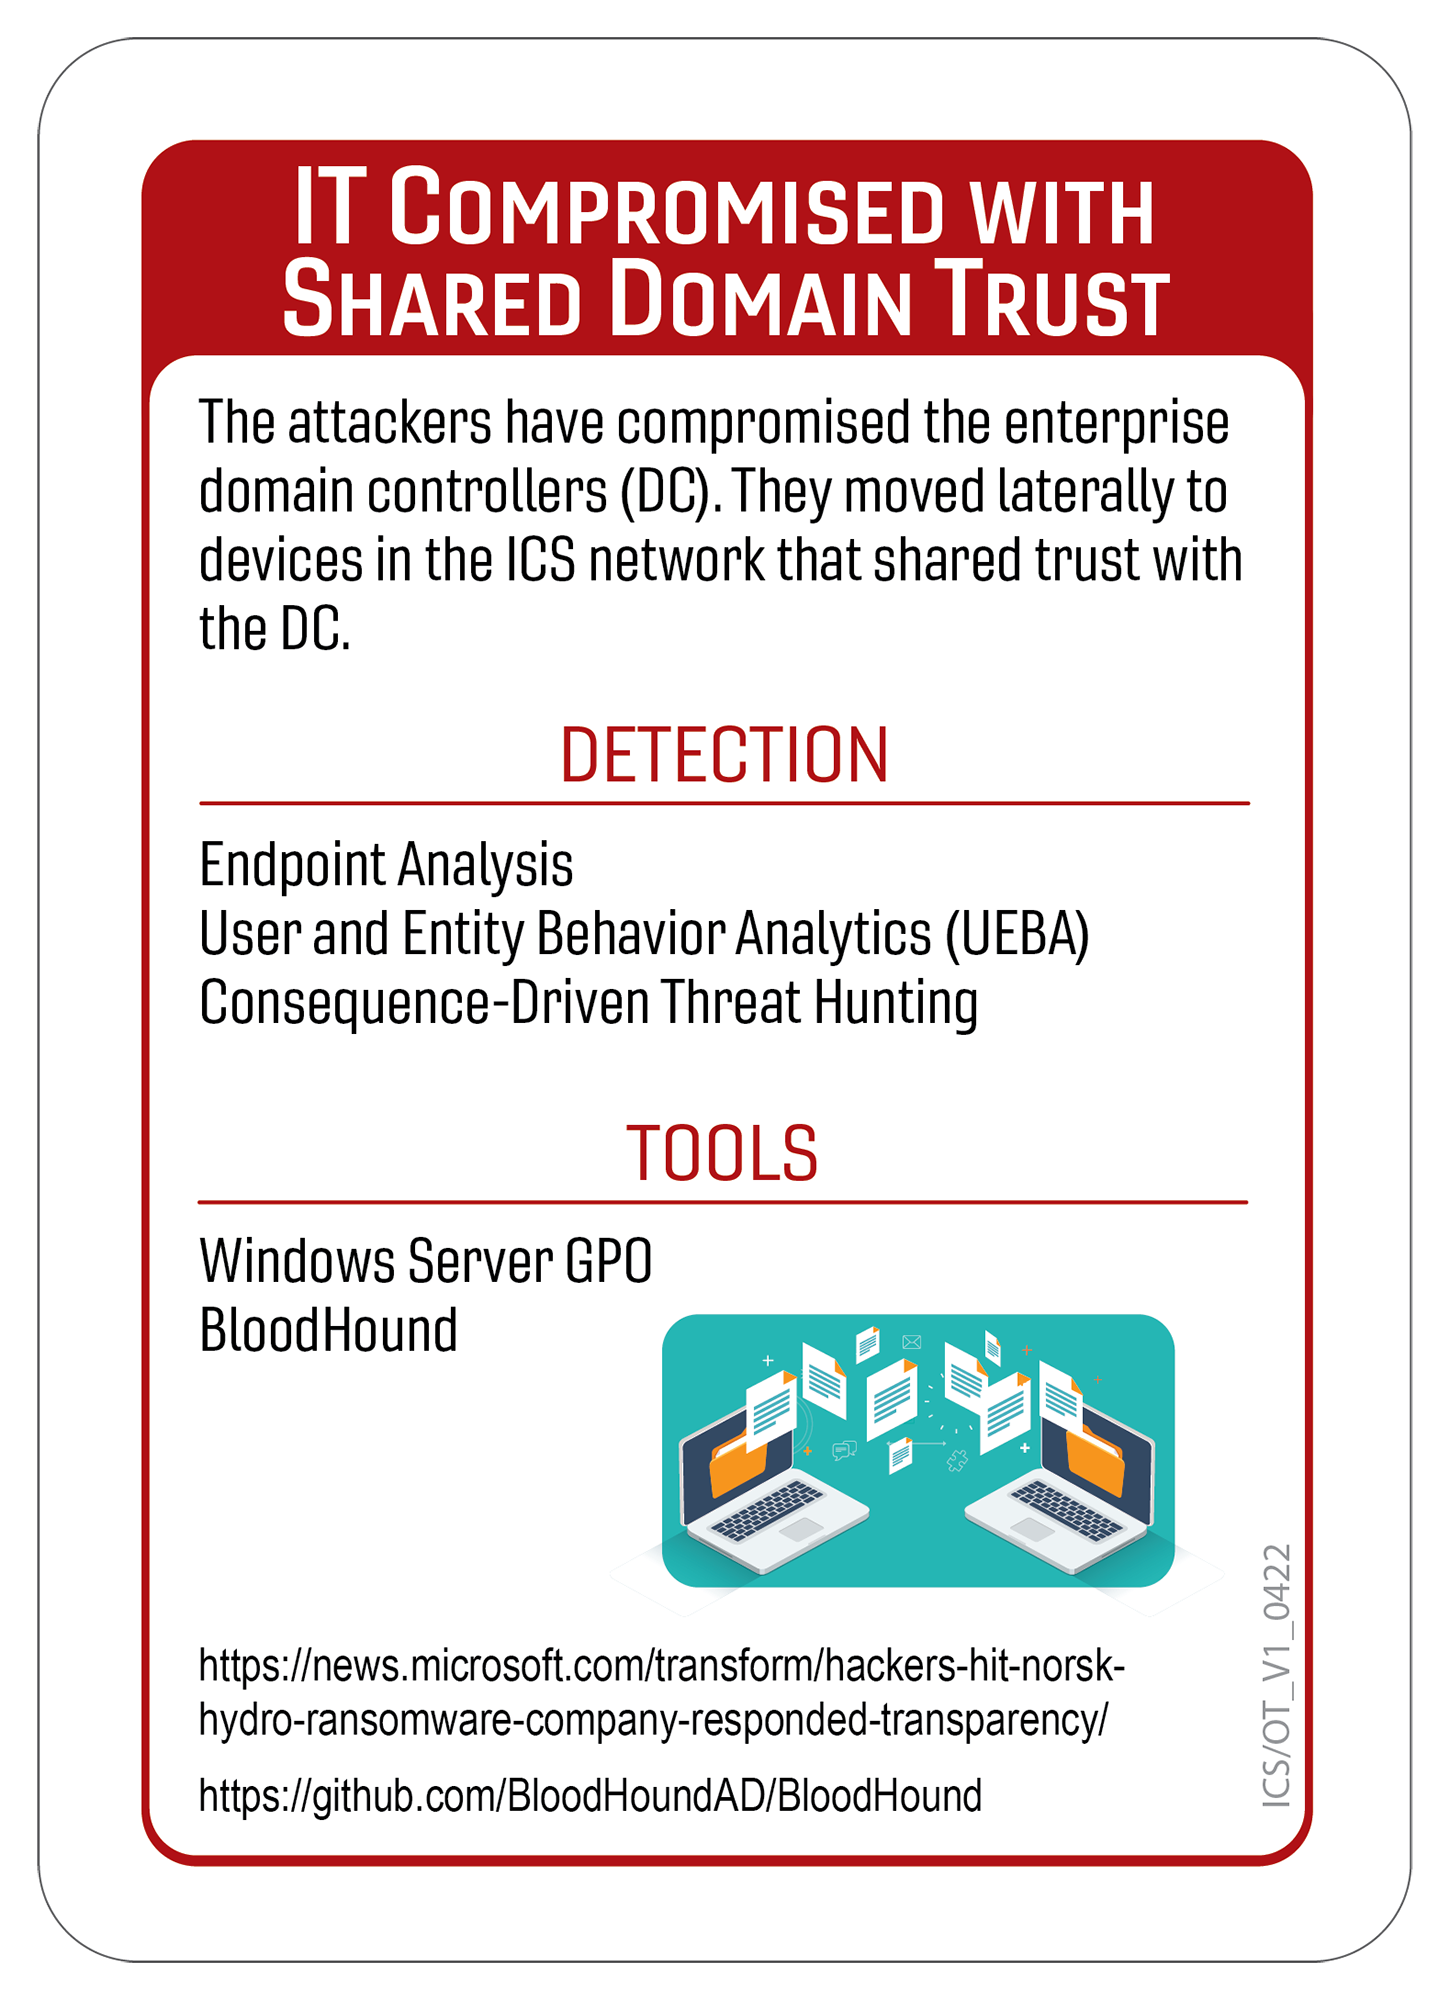 IT Compromised with
Shared Domain Trust
The attackers have compromised the enterprise
domain controllers (DC). They moved laterally to
devices in the ICS network that shared trust with
the DC.
DETECTION
Endpoint Analysis
User and Entity Behavior Analytics (UEBA)
Consequence-Driven Threat Hunting
TOOLS
Windows Server GPO
BloodHound
https://news.microsoft.com/transform/hackers-hit-norsk-
hydro-ransomware-company-responded-transparency/
https://github.com/BloodHoundAD/BloodHound
ICS/OT_V1_0422